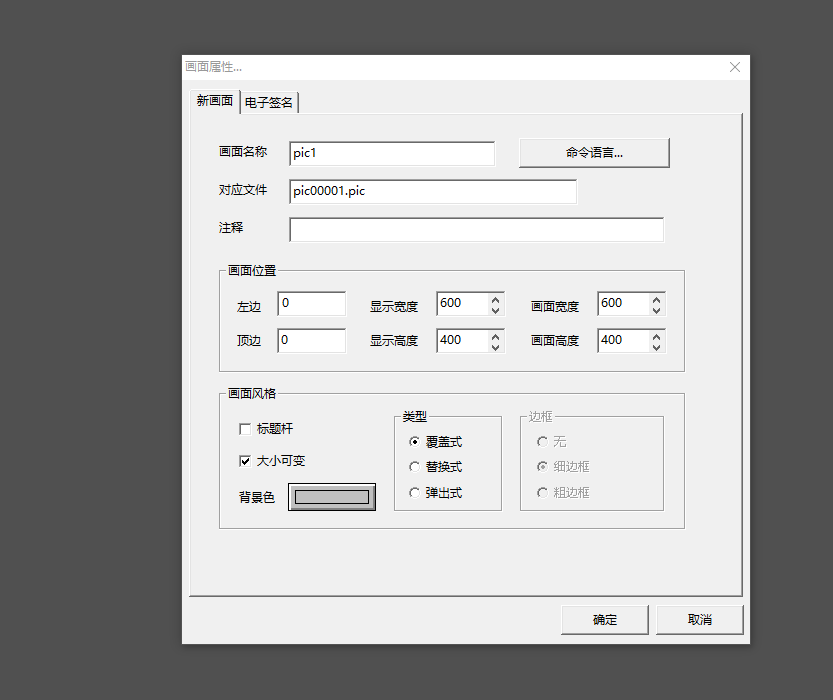 画面属性...
新画面 电子签名
画面名称 pic1 命令语言...
对应文件 pic00001.pic
注释
画面位置
左边 0 显示宽度 600 画面宽度 600
顶边 0 显示高度 400 画面高度 400
画面风格
类型 边框
标题杆 覆盖式 无
大小可变 替换式 细边框
背景色 弹出式 粗边框
确定 取消